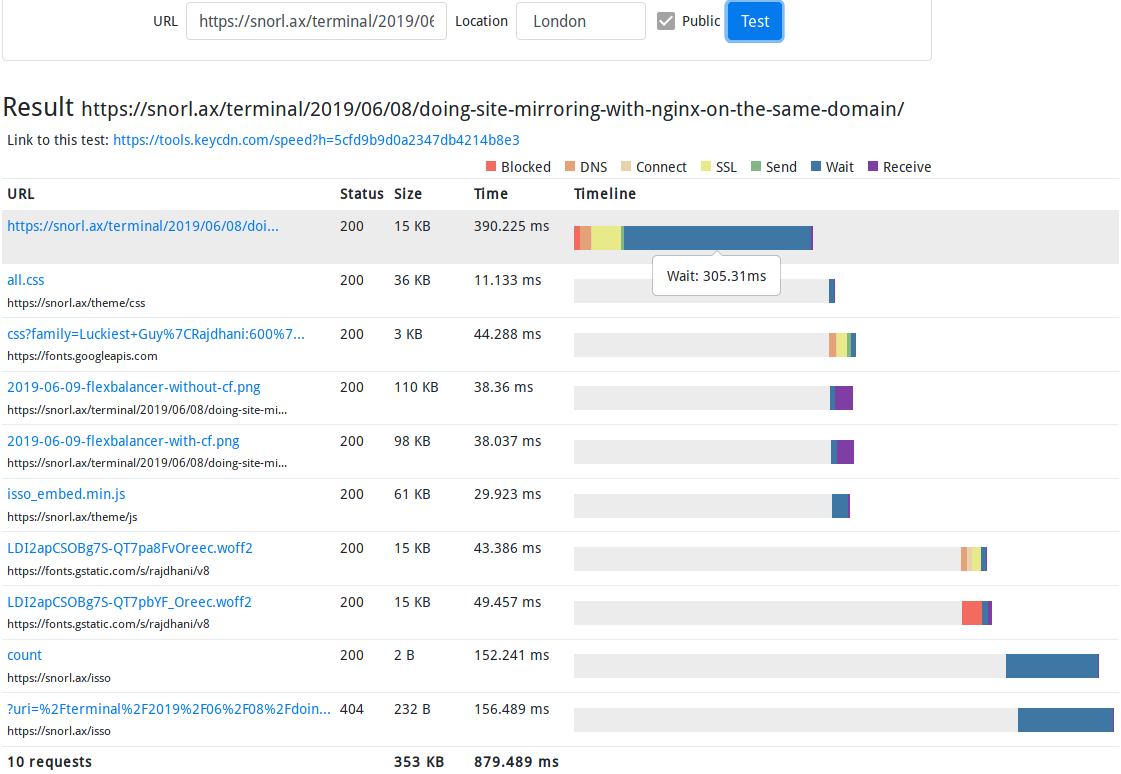 URL https://snorl.ax/terminal/2019/06 Location London Public Test
Result https://snorl.ax/terminal/2019/06/08/doing-site-mirroring-with-nginx-on-the-same-domain/
Link to this test: https://tools.keycdn.com/speed?h=5cfd9b9d0a2347db4214b8e3
Blocked DNS Connect SSL Send Wait Receive
URL Status Size Time Timeline
https://snorl.ax/terminal/2019/06/08/doi... 200 15 KB 390.225 ms
Wait: 305.31ms
all.css 200 36 KB 11.133 ms
https://snorl.ax/theme/css
css?family=Luckiest+Guy%7CRajdhani:600%7... 200 3 KB 44.288 ms
https://fonts.googleapis.com
2019-06-09-flexbalancer-without-cf.png 200 110 KB 38.36 ms
https://snorl.ax/terminal/2019/06/08/doing-site-mi...
2019-06-09-flexbalancer-with-cf.png 200 98 KB 38.037 ms
https://snorl.ax/terminal/2019/06/08/doing-site-mi...
isso_embed.min.js 200 61 KB 29.923 ms
https://snorl.ax/theme/js
LDI2apCSOBg7S-QT7pa8FvOreec.woff2 200 15 KB 43.386 ms
https://fonts.gstatic.com/s/rajdhani/v8
LDI2apCSOBg7S-QT7pbYF_Oreec.woff2 200 15 KB 49.457 ms
https://fonts.gstatic.com/s/rajdhani/v8
count 200 2 B 152.241 ms
https://snorl.ax/isso
?uri=%2Fterminal%2F2019%2F06%2F08%2Fdoin... 404 232 B 156.489 ms
https://snorl.ax/isso
10 requests 353 KB 879.489 ms